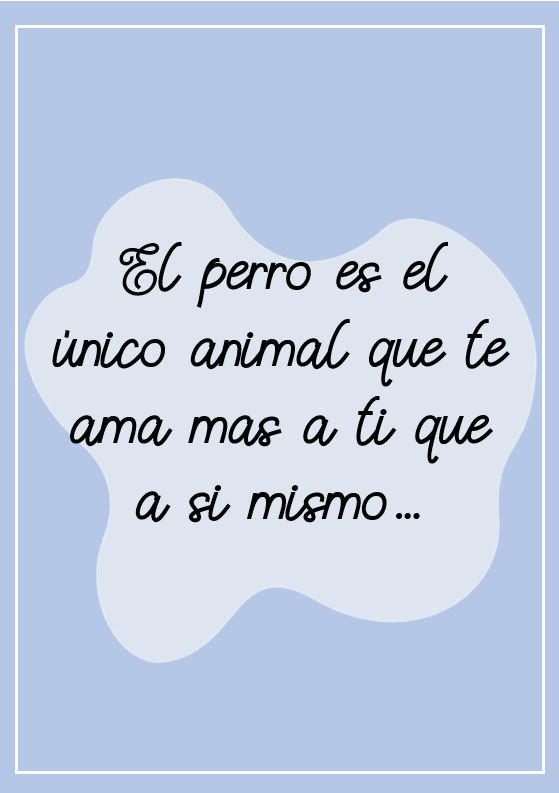 El perro es el
único animal que te
ama mas a ti que
a si mismo...